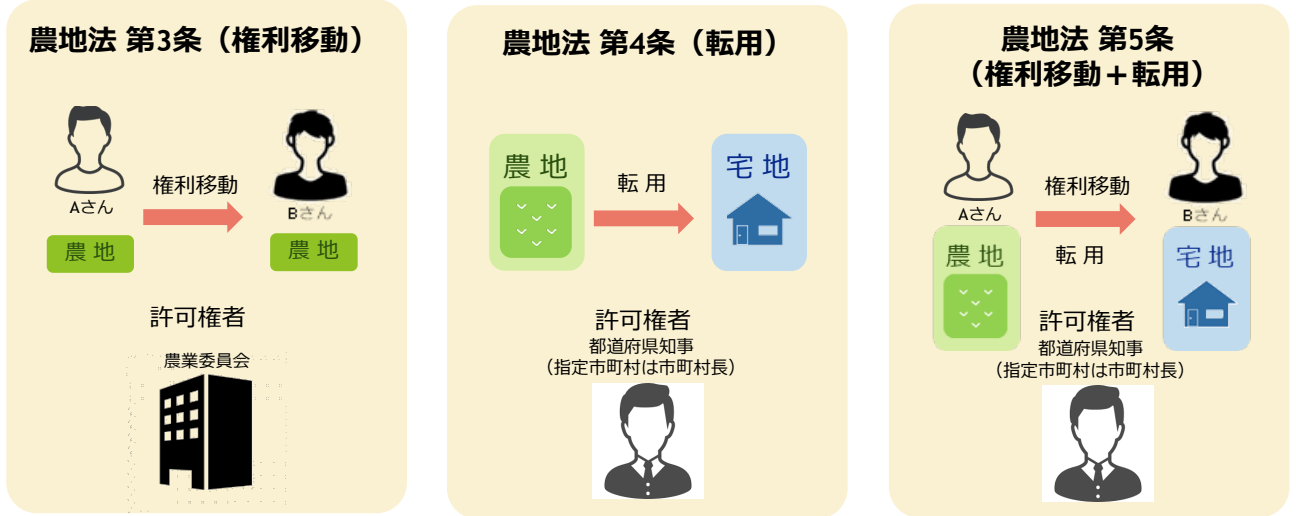 農地法 第3条（権利移動）
Aさん
権利移動
Bさん
農 地
農 地
許可権者
農業委員会
農地法 第4条（転用）
農 地
転 用
宅 地
許可権者
都道府県知事
（指定市町村は市町村長）
農地法 第5条
（権利移動＋転用）
Aさん
権利移動
Bさん
農 地
転 用
宅 地
許可権者
都道府県知事
（指定市町村は市町村長）